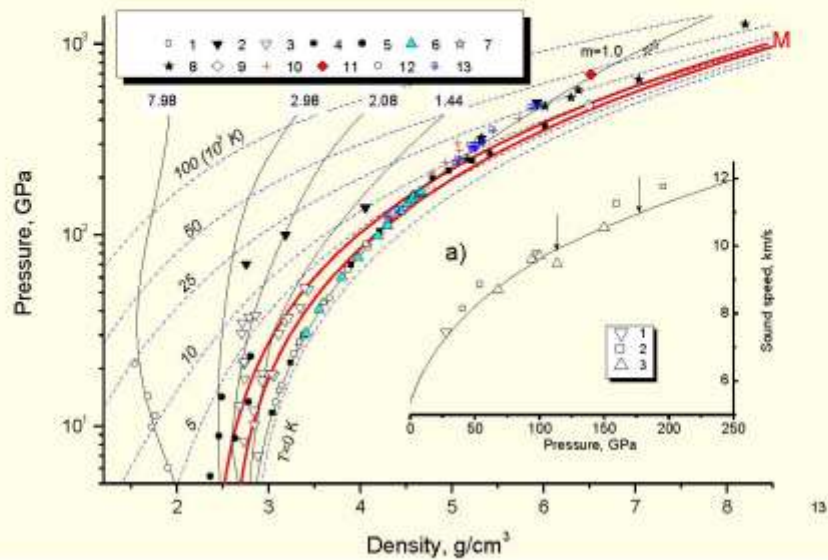 1 2 3 4 5 6 7
8 9 10 11 12 13
m=1.0
M
7.98 2.98 2.08 1.44
100 (10³ K)
50
25
10
5
T=0 K
10³
10²
10¹
Pressure, GPa
2 3 4 5 6 7 8
Density, g/cm³
a)
1
2
3
12
10
8
6
Sound speed, km/s
0 50 100 150 200 250
Pressure, GPa
13